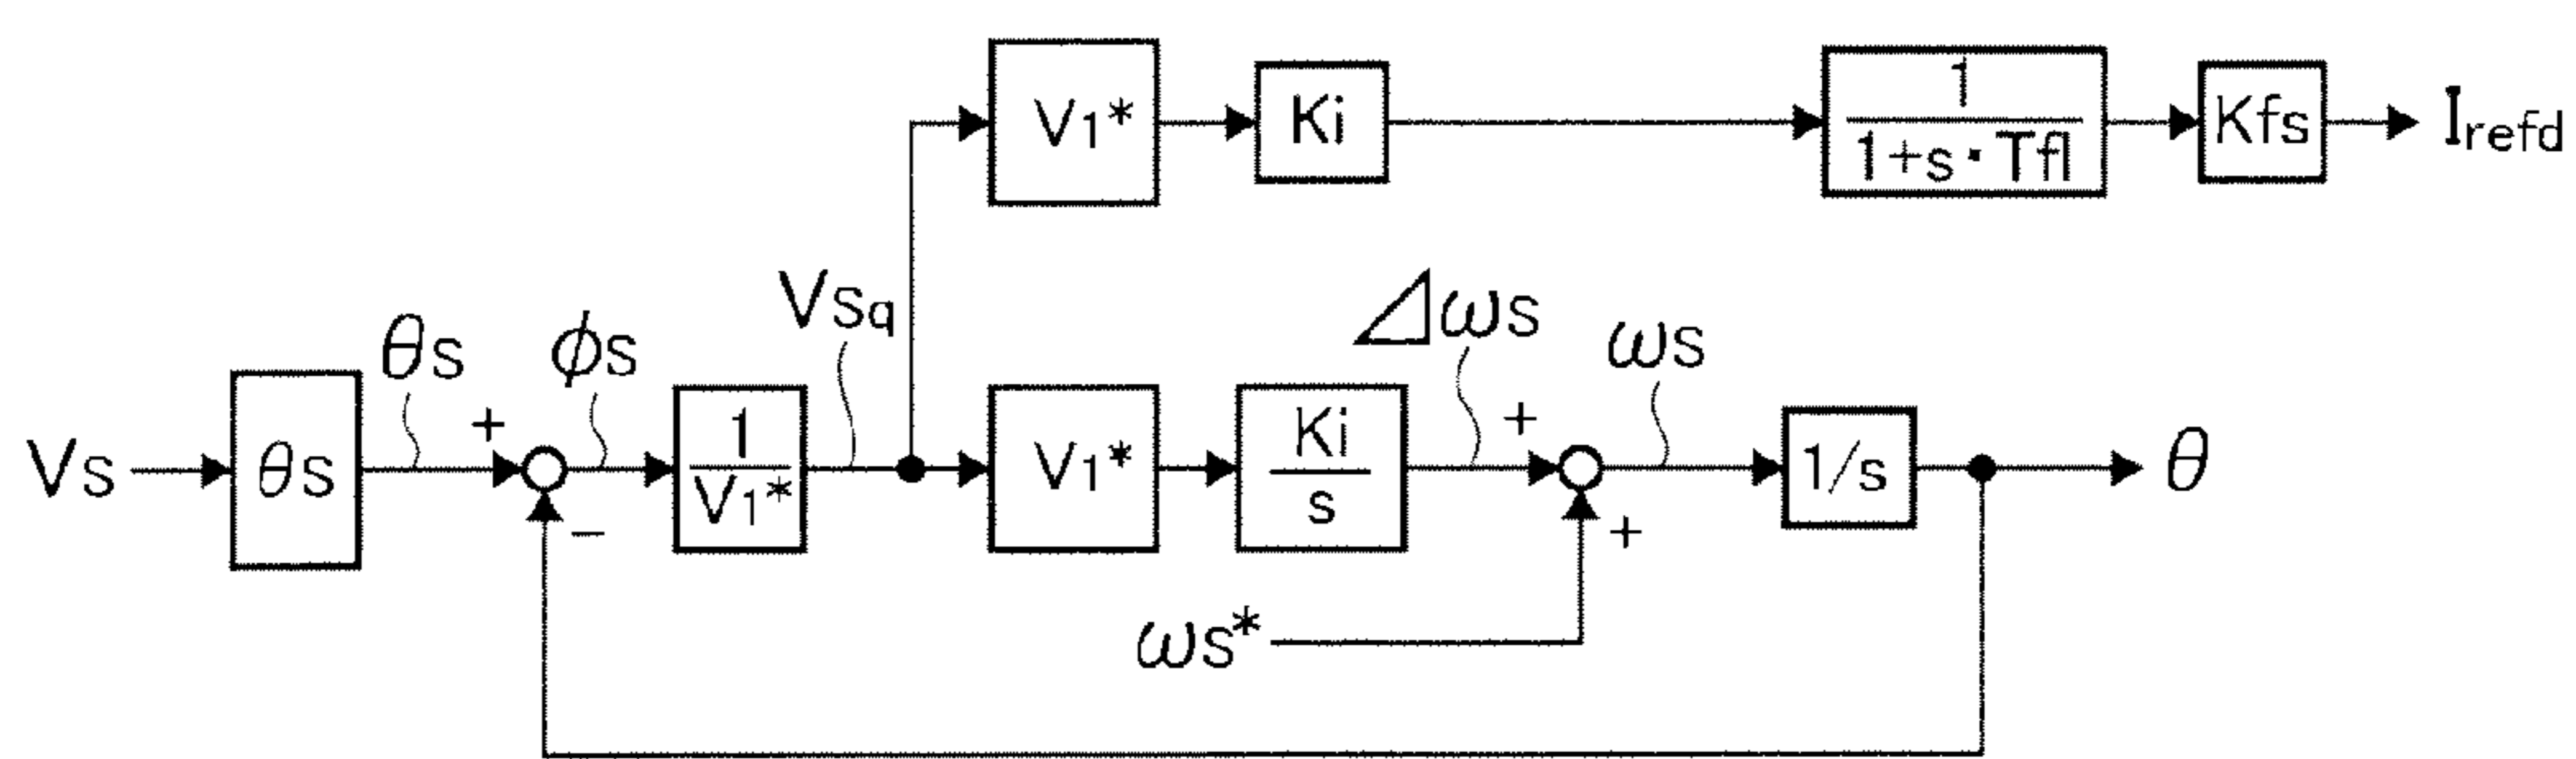 V1*
Ki
1
1+s·Tfl
Kfs
Irefd
VS
θS
θS
+
−
φS
1
V1*
VSq
V1*
Ki
s
⊿ωS
+
+
ωS*
ωS
1/s
θ